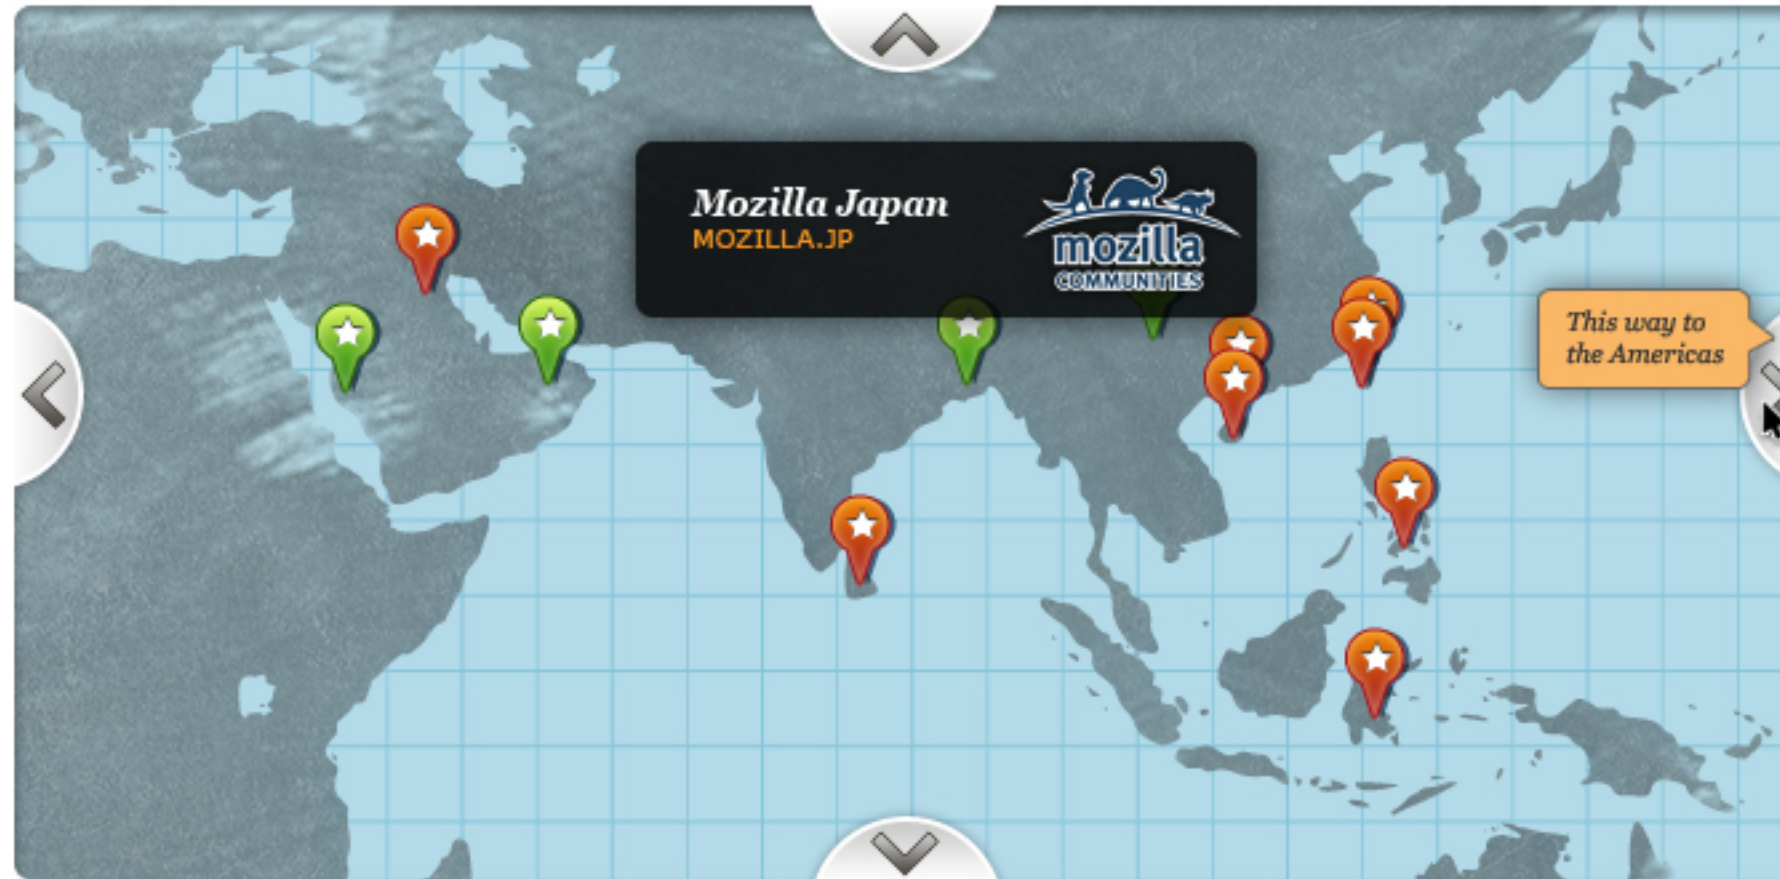 Mozilla Japan
MOZILLA.JP
mozilla
COMMUNITIES
This way to
the Americas